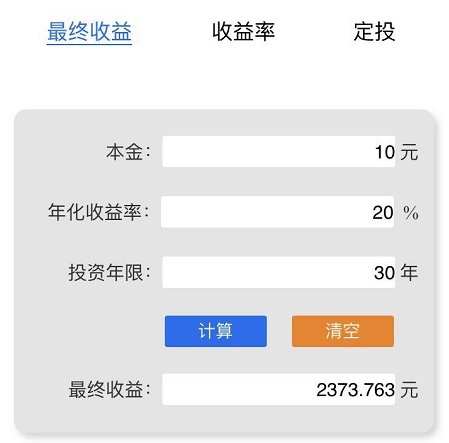 最终收益 收益率 定投
本金： 10 元
年化收益率： 20 %
投资年限： 30 年
计算 清空
最终收益： 2373.763 元